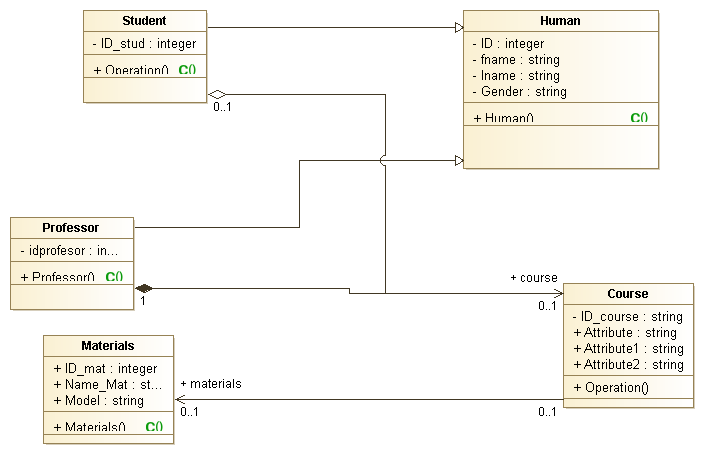 Student
- ID_stud : integer
+ Operation() C()
0..1
Human
- ID : integer
- fname : string
- lname : string
- Gender : string
+ Human() C()
Professor
- idprofesor : in...
+ Professor() C()
1
+ course
0..1
Course
- ID_course : string
+ Attribute : string
+ Attribute1 : string
+ Attribute2 : string
+ Operation()
Materials
+ ID_mat : integer
+ Name_Mat : st...
+ Model : string
+ Materials() C()
+ materials
0..1
0..1